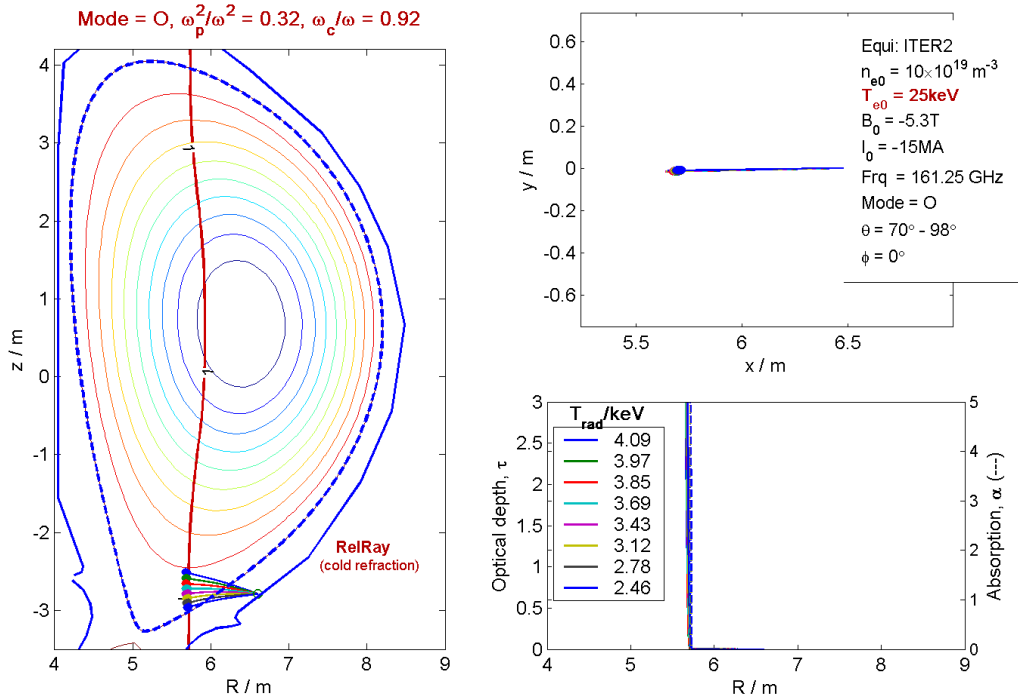 Mode = O, ω_p²/ω² = 0.32, ω_c/ω = 0.92
4
3
2
1
0
-1
-2
-3
z / m
1
1
1
RelRay
(cold refraction)
4 5 6 7 8 9
R / m
0.6
0.4
0.2
0
-0.2
-0.4
-0.6
y / m
5.5 6 6.5
x / m
Equi: ITER2
n_e0 = 10×10^19 m^-3
T_e0 = 25keV
B_0 = -5.3T
I_0 = -15MA
Frq = 161.25 GHz
Mode = O
θ = 70° - 98°
ϕ = 0°
3
2.5
2
1.5
1
0.5
0
Optical depth, τ
T_rad/keV
4.09
3.97
3.85
3.69
3.43
3.12
2.78
2.46
5
4
3
2
1
0
Absorption, α (---)
4 5 6 7 8 9
R / m